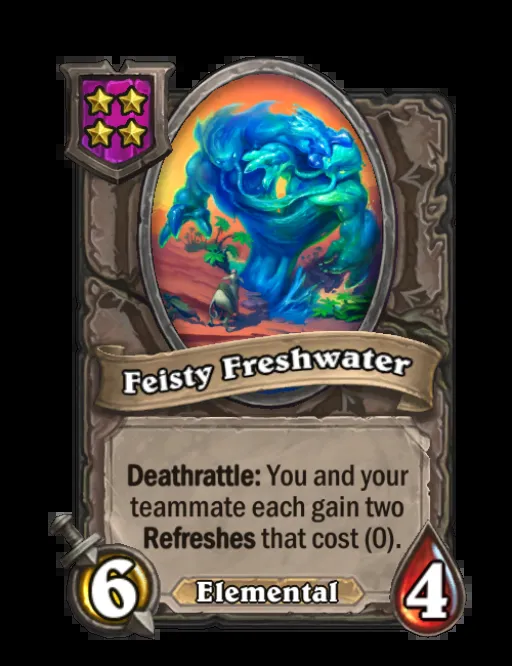 Feisty Freshwater
Deathrattle: You and your
teammate each gain two
Refreshes that cost (0).
6
Elemental
4